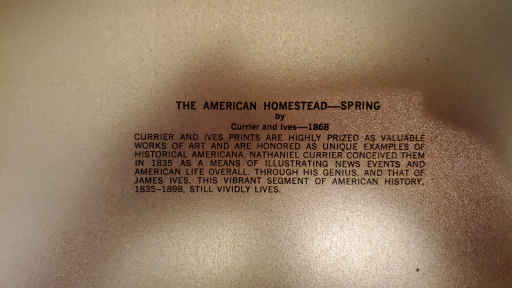 THE AMERICAN HOMESTEAD—SPRING
by
Currier and Ives—1868
CURRIER AND IVES PRINTS ARE HIGHLY PRIZED AS VALUABLE
WORKS OF ART AND ARE HONORED AS UNIQUE EXAMPLES OF
HISTORICAL AMERICANA. NATHANIEL CURRIER CONCEIVED THEM
IN 1835 AS A MEANS OF ILLUSTRATING NEWS EVENTS AND
AMERICAN LIFE OVERALL. THROUGH HIS GENIUS, AND THAT OF
JAMES IVES, THIS VIBRANT SEGMENT OF AMERICAN HISTORY,
1835-1898, STILL VIVIDLY LIVES.